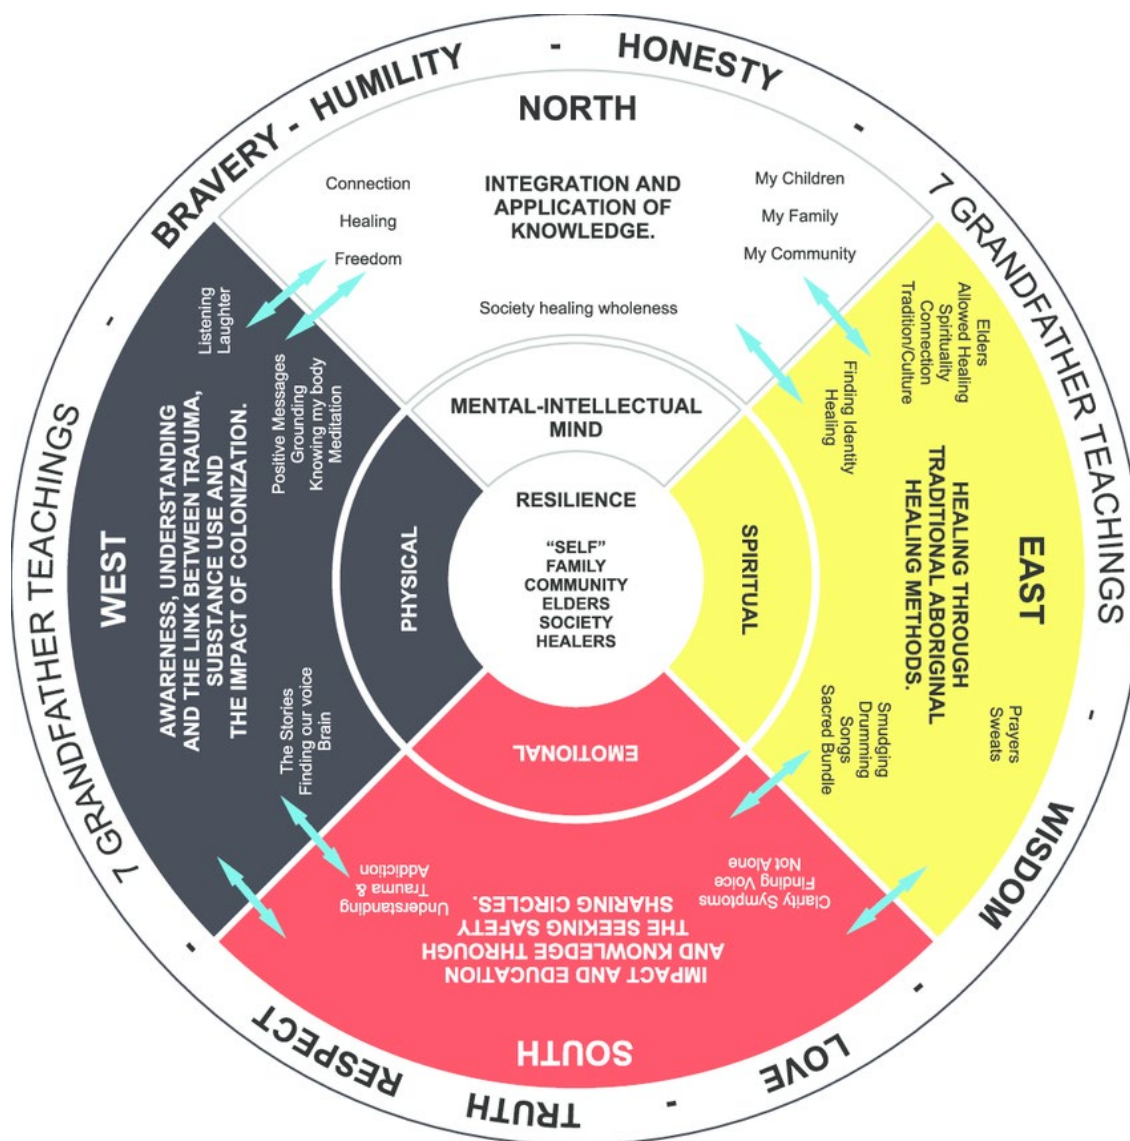 BRAVERY - HUMILITY - HONESTY -
7 GRANDFATHER TEACHINGS
- WISDOM
- LOVE - TRUTH RESPECT -
7 GRANDFATHER TEACHINGS -
NORTH
INTEGRATION AND
APPLICATION OF
KNOWLEDGE.
Connection
Healing
Freedom
My Children
My Family
My Community
Society healing wholeness
MENTAL-INTELLECTUAL
MIND
EAST
HEALING THROUGH
TRADITIONAL ABORIGINAL
HEALING METHODS.
Elders
Allowed Healing
Spirituality
Connection
Tradition/Culture
Finding Identity
Healing
Prayers
Sweats
Smudging
Drumming
Songs
Sacred Bundle
SPIRITUAL
SOUTH
IMPACT AND EDUCATION
AND KNOWLEDGE THROUGH
THE SEEKING SAFETY
SHARING CIRCLES.
Clarity Symptoms
Finding Voice
Not Alone
Understanding
Trauma &
Addiction
EMOTIONAL
WEST
AWARENESS, UNDERSTANDING
AND THE LINK BETWEEN TRAUMA,
SUBSTANCE USE AND
THE IMPACT OF COLONIZATION.
Listening
Laughter
Positive Messages
Grounding
Knowing my body
Meditation
The Stories
Finding our voice
Brain
PHYSICAL
RESILIENCE
“SELF”
FAMILY
COMMUNITY
ELDERS
SOCIETY
HEALERS